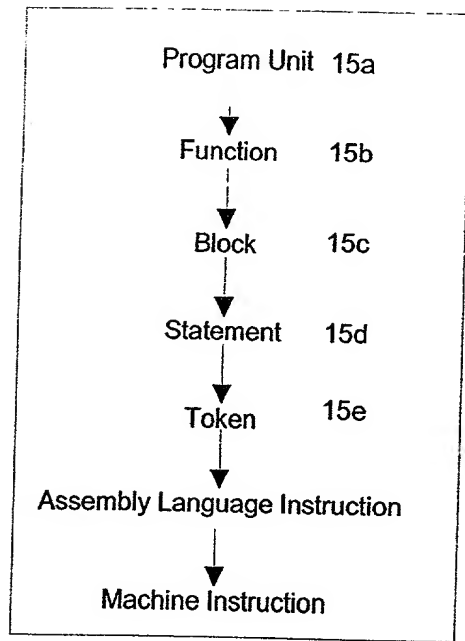 Program Unit 15a
Function 15b
Block 15c
Statement 15d
Token 15e
Assembly Language Instruction
Machine Instruction